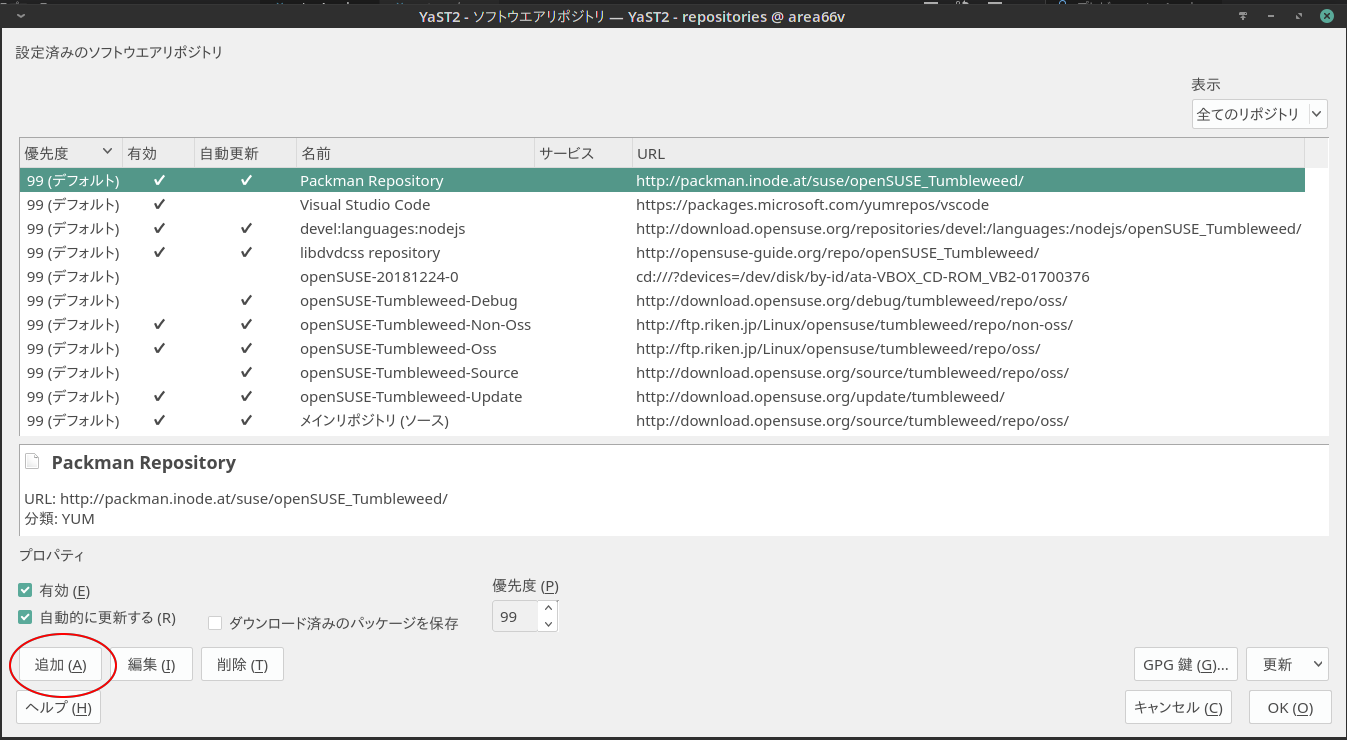 YaST2 - ソフトウエアリポジトリ — YaST2 - repositories @ area66v
設定済みのソフトウエアリポジトリ
表示
全てのリポジトリ
優先度 有効 自動更新 名前 サービス URL
99 (デフォルト) ✔ ✔ Packman Repository http://packman.inode.at/suse/openSUSE_Tumbleweed/
99 (デフォルト) ✔ Visual Studio Code https://packages.microsoft.com/yumrepos/vscode
99 (デフォルト) ✔ ✔ devel:languages:nodejs http://download.opensuse.org/repositories/devel:/languages:/nodejs/openSUSE_Tumbleweed/
99 (デフォルト) ✔ ✔ libdvdcss repository http://opensuse-guide.org/repo/openSUSE_Tumbleweed/
99 (デフォルト) openSUSE-20181224-0 cd:///?devices=/dev/disk/by-id/ata-VBOX_CD-ROM_VB2-01700376
99 (デフォルト) ✔ openSUSE-Tumbleweed-Debug http://download.opensuse.org/debug/tumbleweed/repo/oss/
99 (デフォルト) ✔ ✔ openSUSE-Tumbleweed-Non-Oss http://ftp.riken.jp/Linux/opensuse/tumbleweed/repo/non-oss/
99 (デフォルト) ✔ ✔ openSUSE-Tumbleweed-Oss http://ftp.riken.jp/Linux/opensuse/tumbleweed/repo/oss/
99 (デフォルト) ✔ openSUSE-Tumbleweed-Source http://download.opensuse.org/source/tumbleweed/repo/oss/
99 (デフォルト) ✔ ✔ openSUSE-Tumbleweed-Update http://download.opensuse.org/update/tumbleweed/
99 (デフォルト) ✔ ✔ メインリポジトリ (ソース) http://download.opensuse.org/source/tumbleweed/repo/oss/
Packman Repository
URL: http://packman.inode.at/suse/openSUSE_Tumbleweed/
分類: YUM
プロパティ
有効 (E)
優先度 (P)
自動的に更新する (R)
ダウンロード済みのパッケージを保存
99
追加 (A) 編集 (I) 削除 (T) GPG 鍵 (G)... 更新
ヘルプ (H) キャンセル (C) OK (O)